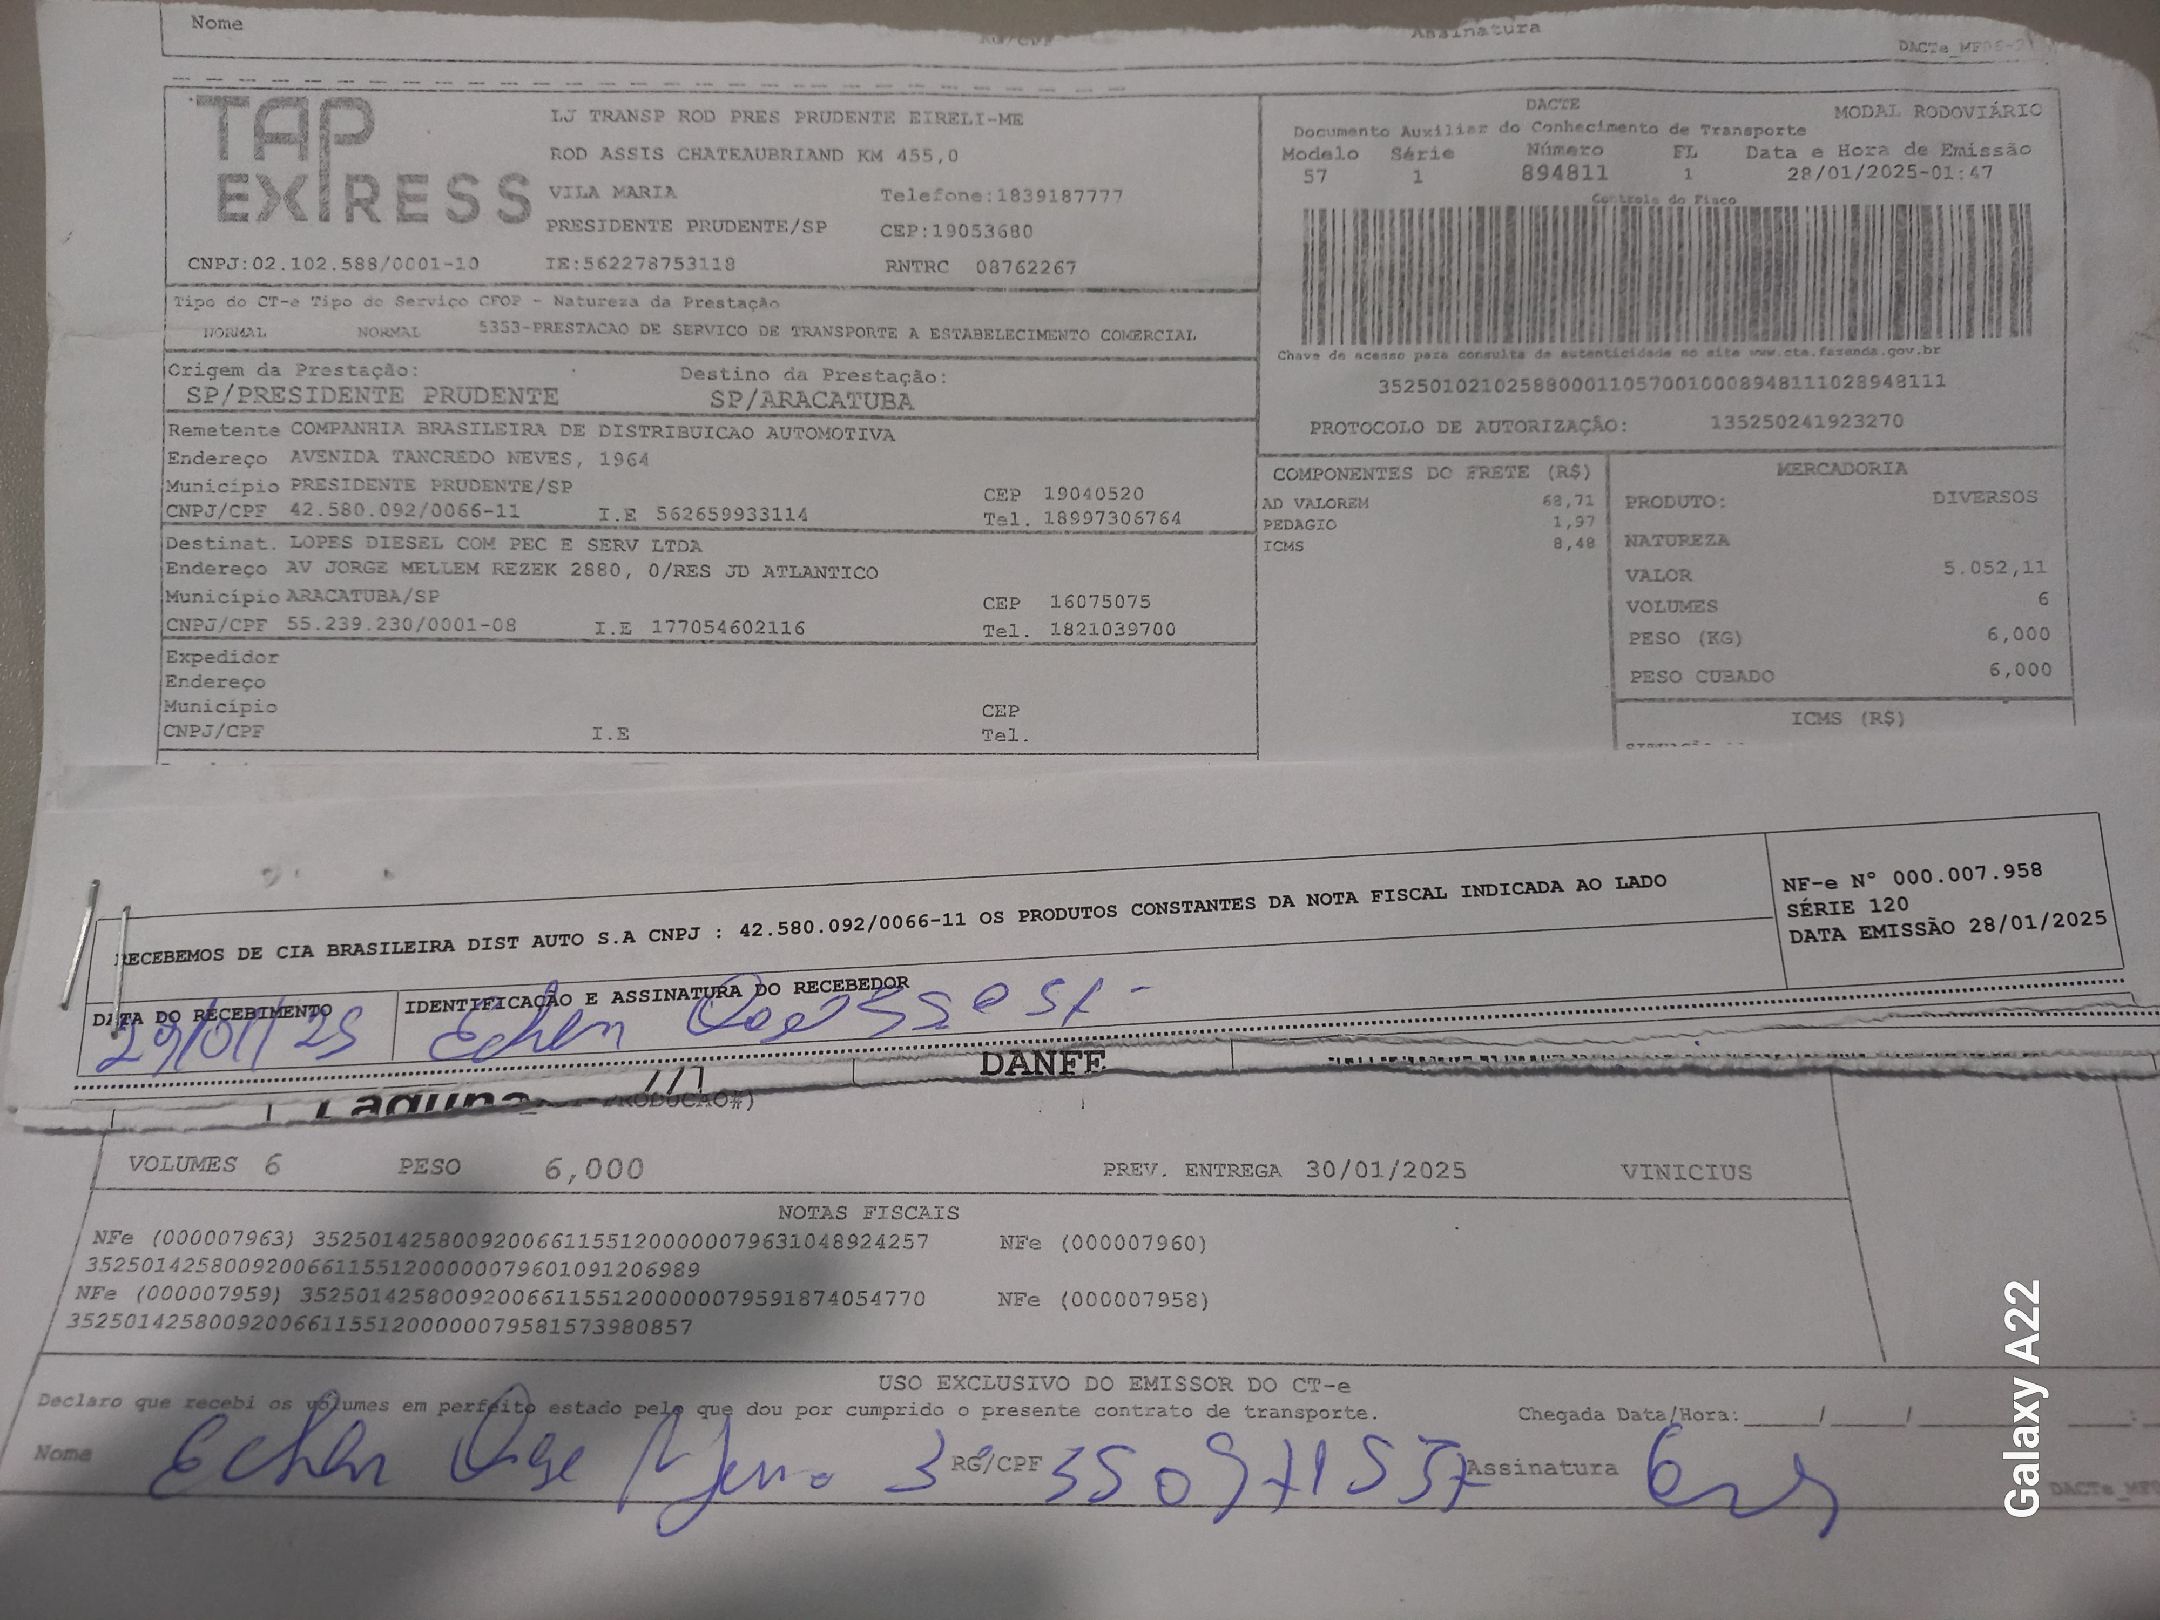 Nome
Assinatura
TAP EXPRESS
LJ TRANSP ROD PRES PRUDENTE EIRELI-ME
ROD ASSIS CHATEAUBRIAND KM 455,0
VILA MARIA Telefone:1839187777
PRESIDENTE PRUDENTE/SP CEP:19053680
CNPJ:02.102.588/0001-10 IE:562278753118 RNTRC 08762267
DACTE MODAL RODOVIÁRIO
Documento Auxiliar do Conhecimento de Transporte
Modelo Série Número FL Data e Hora de Emissão
57 1 894811 1 28/01/2025-01:47
Controle do Fisco
Chave de acesso para consulta de autenticidade no site www.cte.fazenda.gov.br
35250102102588000110570010008948111028948111
PROTOCOLO DE AUTORIZAÇÃO: 135250241923270
Tipo do CT-e Tipo do Serviço CFOP - Natureza da Prestação
NORMAL NORMAL 5353-PRESTACAO DE SERVICO DE TRANSPORTE A ESTABELECIMENTO COMERCIAL
Origem da Prestação: Destino da Prestação:
SP/PRESIDENTE PRUDENTE SP/ARACATUBA
Remetente COMPANHIA BRASILEIRA DE DISTRIBUICAO AUTOMOTIVA
Endereço AVENIDA TANCREDO NEVES, 1964
Município PRESIDENTE PRUDENTE/SP CEP 19040520
CNPJ/CPF 42.580.092/0066-11 I.E 562659933114 Tel. 18997306764
Destinat. LOPES DIESEL COM PEC E SERV LTDA
Endereço AV JORGE MELLEM REZEK 2880, 0/RES JD ATLANTICO
Município ARACATUBA/SP CEP 16075075
CNPJ/CPF 55.239.230/0001-08 I.E 177054602116 Tel. 1821039700
Expedidor
Endereço
Município CEP
CNPJ/CPF I.E Tel.
COMPONENTES DO FRETE (R$)
AD VALOREM 68,71
PEDAGIO 1,97
ICMS 8,48
MERCADORIA
PRODUTO: DIVERSOS
NATUREZA
VALOR 5.052,11
VOLUMES 6
PESO (KG) 6,000
PESO CUBADO 6,000
ICMS (R$)
RECEBEMOS DE CIA BRASILEIRA DIST AUTO S.A CNPJ : 42.580.092/0066-11 OS PRODUTOS CONSTANTES DA NOTA FISCAL INDICADA AO LADO
NF-e N° 000.007.958
SÉRIE 120
DATA EMISSÃO 28/01/2025
DATA DO RECEBIMENTO IDENTIFICAÇÃO E ASSINATURA DO RECEBEDOR
29/01/25
DANFE
Laguna
VOLUMES 6 PESO 6,000 PREV. ENTREGA 30/01/2025 VINICIUS
NOTAS FISCAIS
NFe (000007963) 35250142580092006611551200000079631048924257 NFe (000007960)
35250142580092006611551200000079601091206989
NFe (000007959) 35250142580092006611551200000079591874054770 NFe (000007958)
35250142580092006611551200000079581573980857
USO EXCLUSIVO DO EMISSOR DO CT-e
Declaro que recebi os volumes em perfeito estado pelo que dou por cumprido o presente contrato de transporte. Chegada Data/Hora:____/____/____ ____:
Nome RG/CPF Assinatura
Galaxy A22